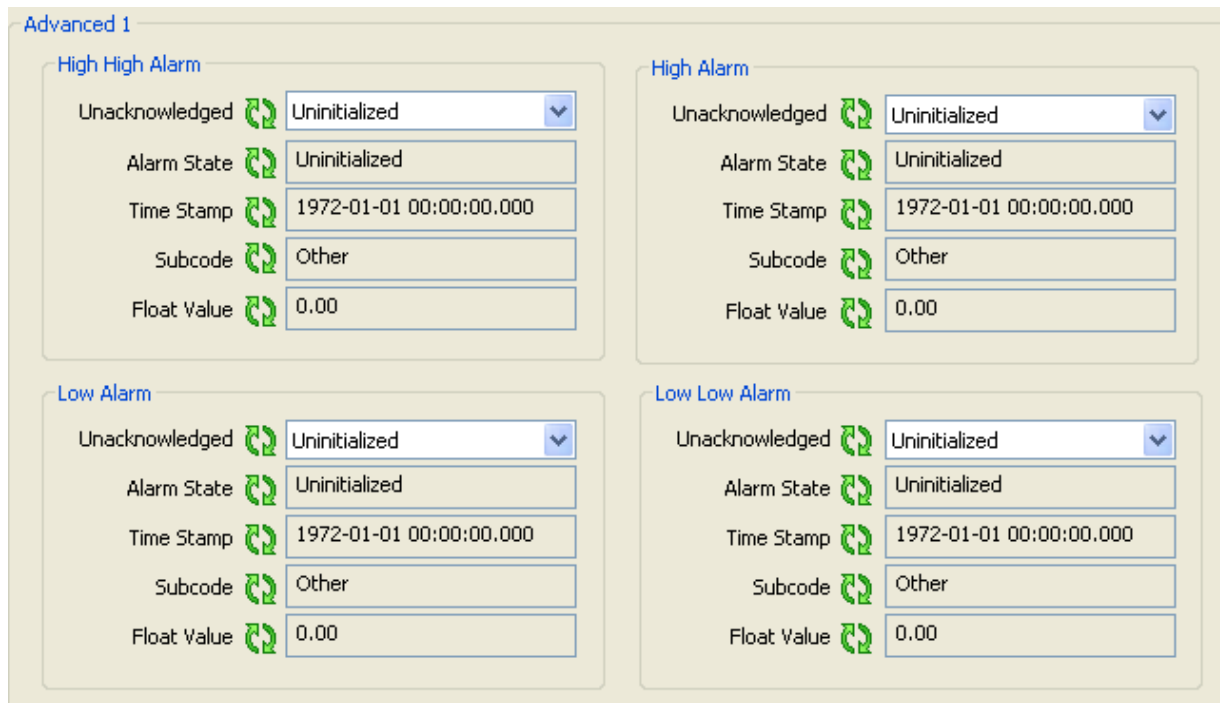 Advanced 1
High High Alarm
Unacknowledged Uninitialized
Alarm State Uninitialized
Time Stamp 1972-01-01 00:00:00.000
Subcode Other
Float Value 0.00
High Alarm
Unacknowledged Uninitialized
Alarm State Uninitialized
Time Stamp 1972-01-01 00:00:00.000
Subcode Other
Float Value 0.00
Low Alarm
Unacknowledged Uninitialized
Alarm State Uninitialized
Time Stamp 1972-01-01 00:00:00.000
Subcode Other
Float Value 0.00
Low Low Alarm
Unacknowledged Uninitialized
Alarm State Uninitialized
Time Stamp 1972-01-01 00:00:00.000
Subcode Other
Float Value 0.00